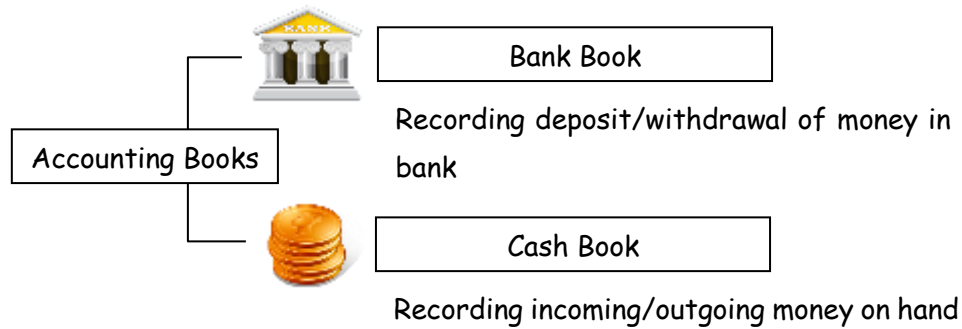 BANK
Bank Book
Recording deposit/withdrawal of money in
bank
Accounting Books
Cash Book
Recording incoming/outgoing money on hand